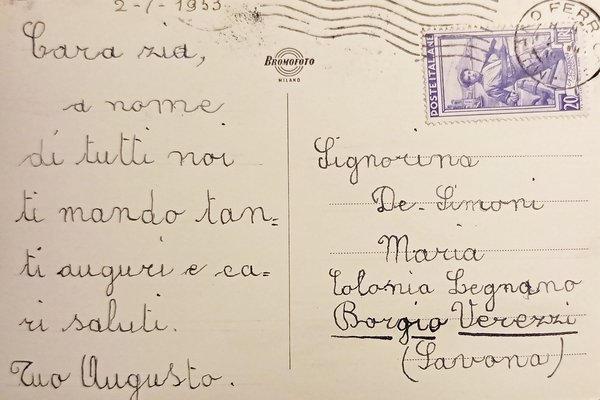 2-7-1953
Cara zia,
a nome
di tutti noi
ti mando tan=
ti auguri e ca=
ri saluti.
Tuo Augusto.
BROMOFOTO
MILANO
POSTE ITALIANE
20
O FERR
Signorina
De-Simoni
Maria
Colonia Legnano
Borgio Verezzi
(Savona)